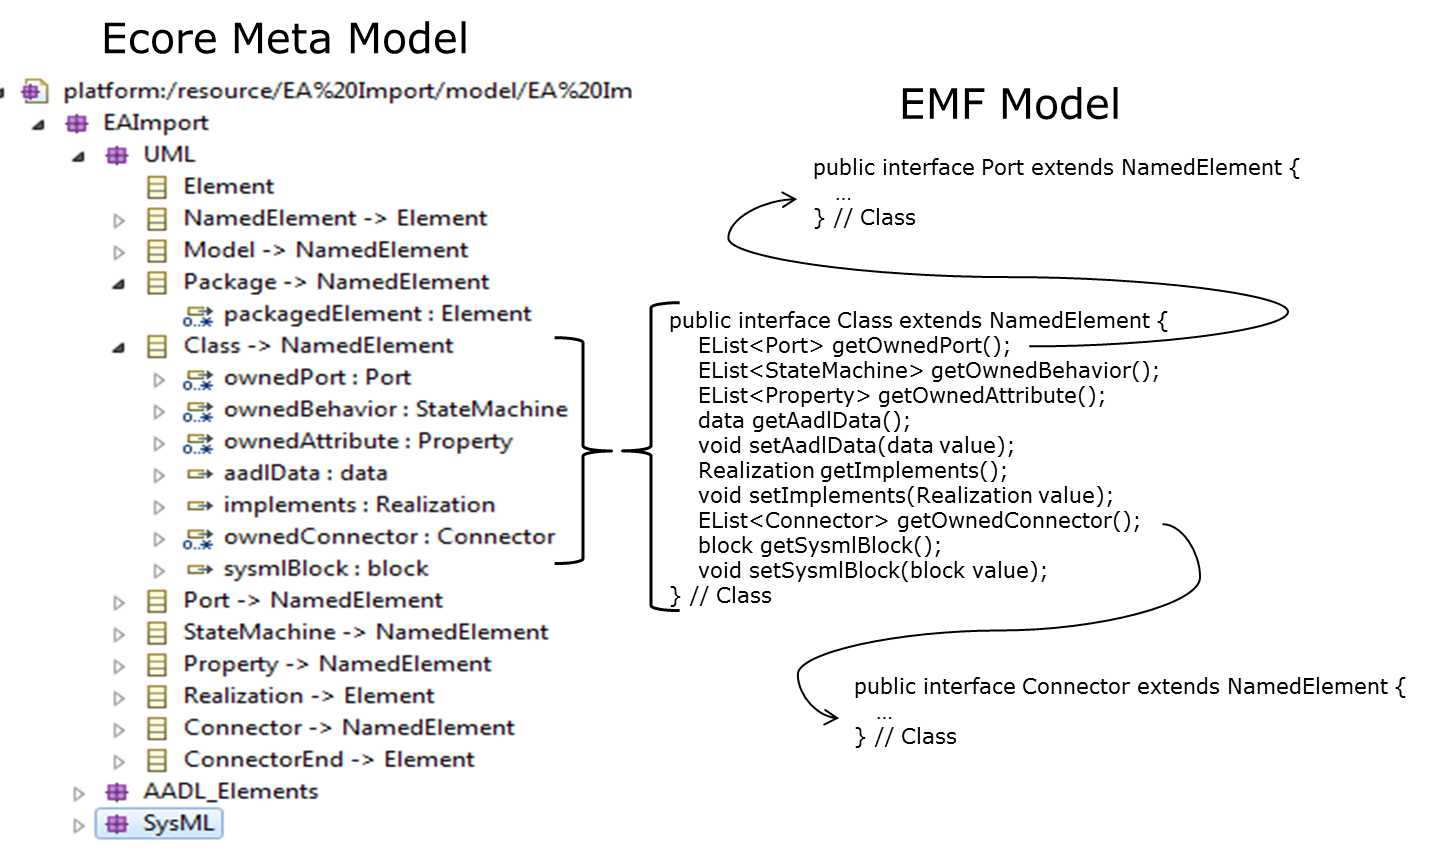 Ecore Meta Model
platform:/resource/EA%20Import/model/EA%20Im
EAImport
UML
Element
NamedElement -> Element
Model -> NamedElement
Package -> NamedElement
0..* packagedElement : Element
Class -> NamedElement
0..* ownedPort : Port
0..* ownedBehavior : StateMachine
0..* ownedAttribute : Property
aadlData : data
implements : Realization
0..* ownedConnector : Connector
sysmlBlock : block
Port -> NamedElement
StateMachine -> NamedElement
Property -> NamedElement
Realization -> Element
Connector -> NamedElement
ConnectorEnd -> Element
AADL_Elements
SysML
EMF Model
public interface Port extends NamedElement {
...
} // Class
public interface Class extends NamedElement {
EList<Port> getOwnedPort();
EList<StateMachine> getOwnedBehavior();
EList<Property> getOwnedAttribute();
data getAadlData();
void setAadlData(data value);
Realization getImplements();
void setImplements(Realization value);
EList<Connector> getOwnedConnector();
block getSysmlBlock();
void setSysmlBlock(block value);
} // Class
public interface Connector extends NamedElement {
...
} // Class